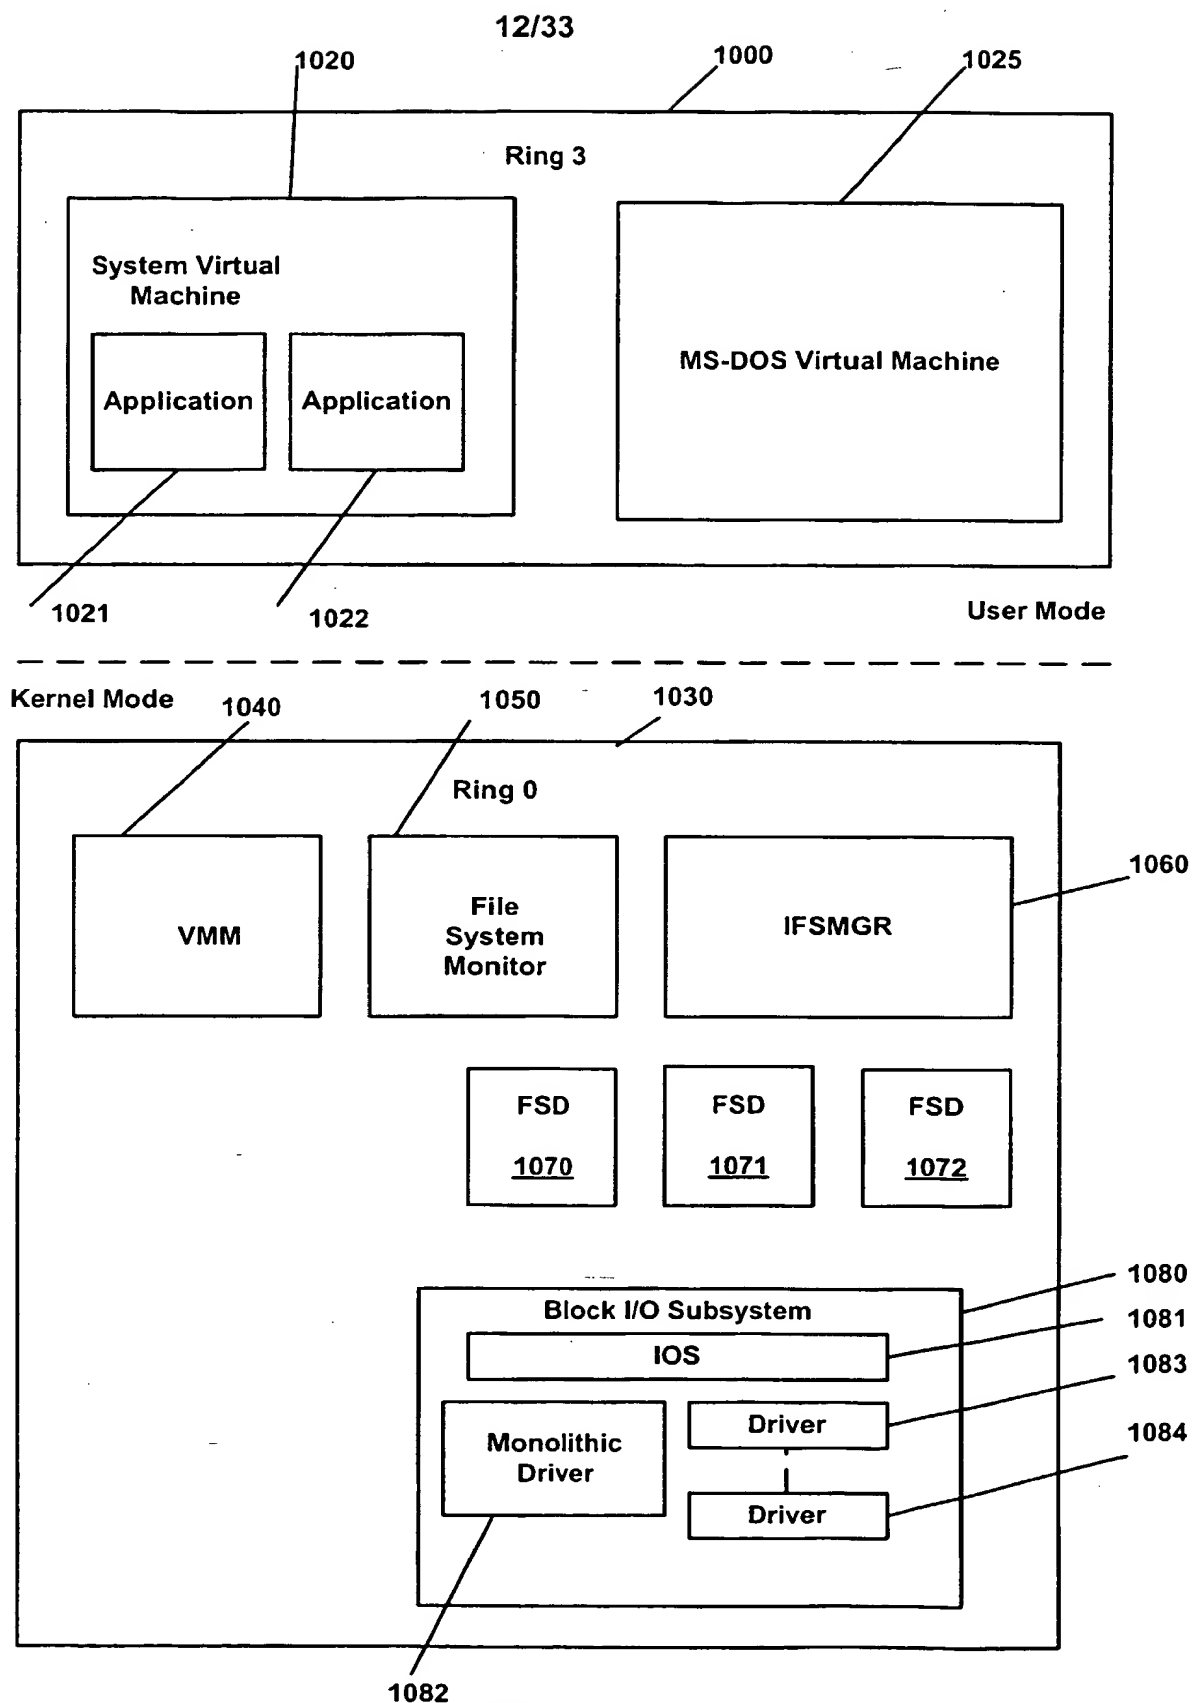 12/33
1020
1000
1025
Ring 3
System Virtual
Machine
Application
Application
MS-DOS Virtual Machine
1021
1022
User Mode
Kernel Mode
1040
1050
1030
Ring 0
VMM
File
System
Monitor
IFSMGR
1060
FSD
1070
FSD
1071
FSD
1072
Block I/O Subsystem
1080
IOS
1081
Monolithic
Driver
Driver
1083
Driver
1084
1082